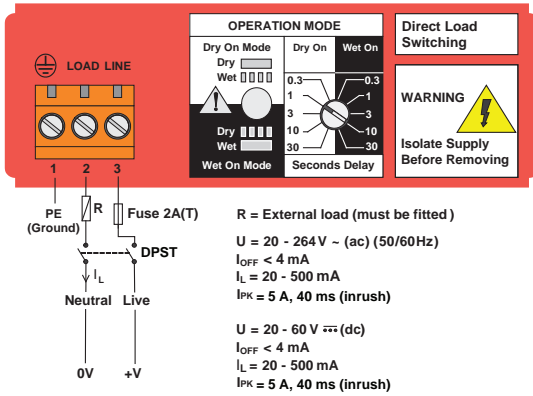 OPERATION MODE
Dry On Mode
Dry
Wet
Dry
Wet
Wet On Mode
Dry On Wet On
0.3 0.3
1 1
3 3
10 10
30 30
Seconds Delay
Direct Load
Switching
WARNING
Isolate Supply
Before Removing
LOAD LINE
1 2 3
PE
(Ground)
R
Fuse 2A(T)
DPST
IL
Neutral Live
0V +V
R = External load (must be fitted)
U = 20 - 264 V ~ (ac) (50/60Hz)
IOFF < 4 mA
IL = 20 - 500 mA
IPK = 5 A, 40 ms (inrush)
U = 20 - 60 V ⎓ (dc)
IOFF < 4 mA
IL = 20 - 500 mA
IPK = 5 A, 40 ms (inrush)